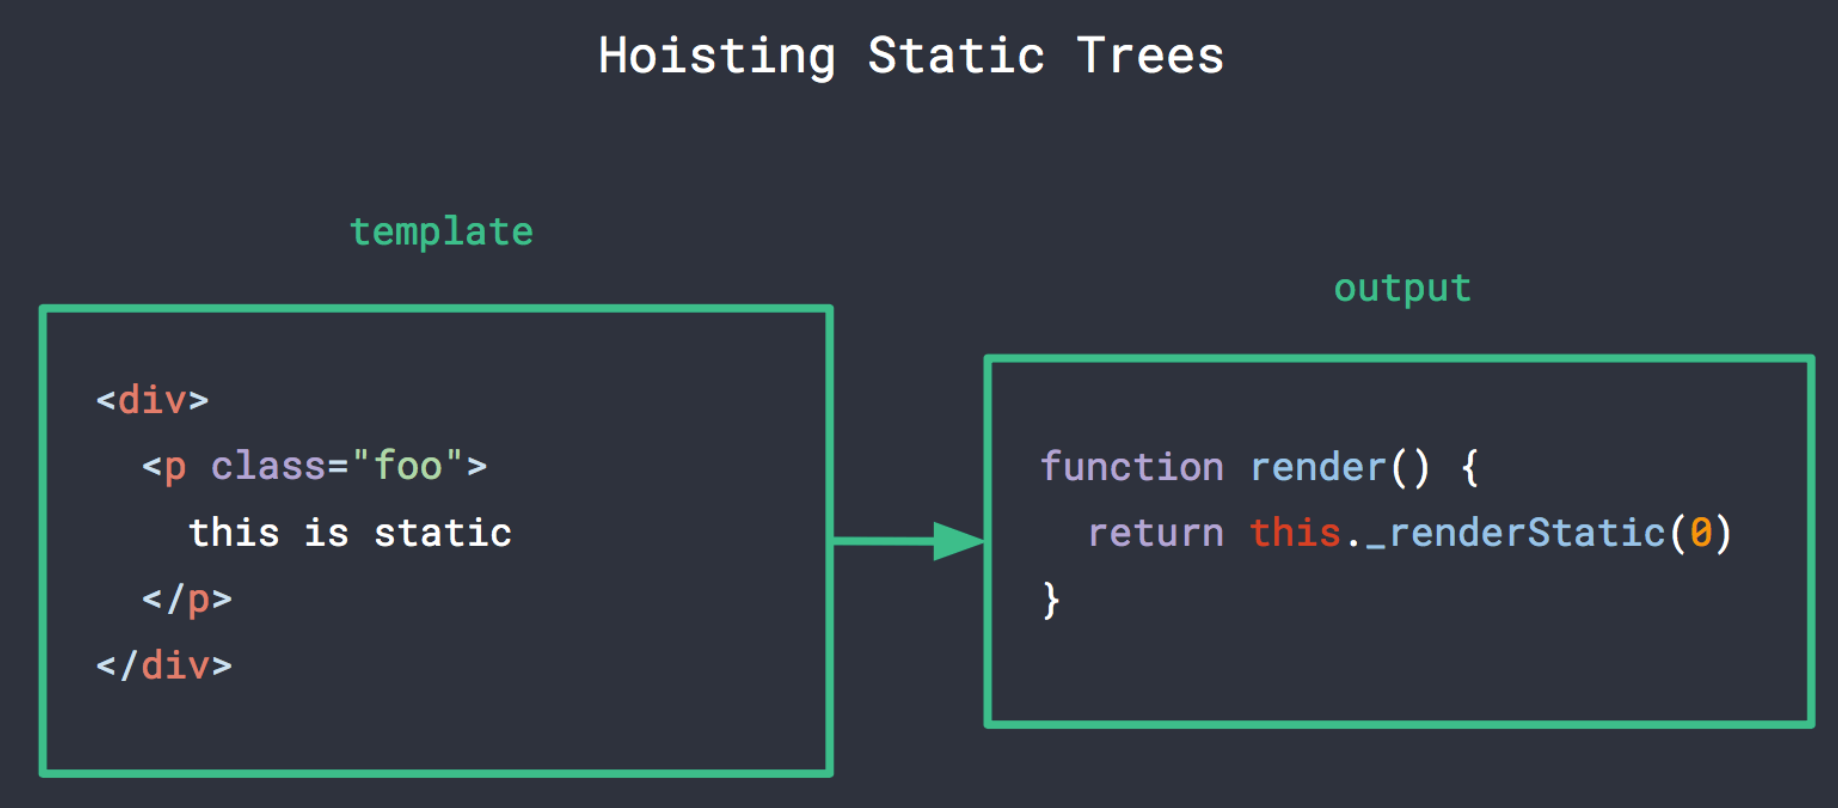 Hoisting Static Trees
template
<div>
  <p class="foo">
    this is static
  </p>
</div>
output
function render() {
  return this._renderStatic(0)
}